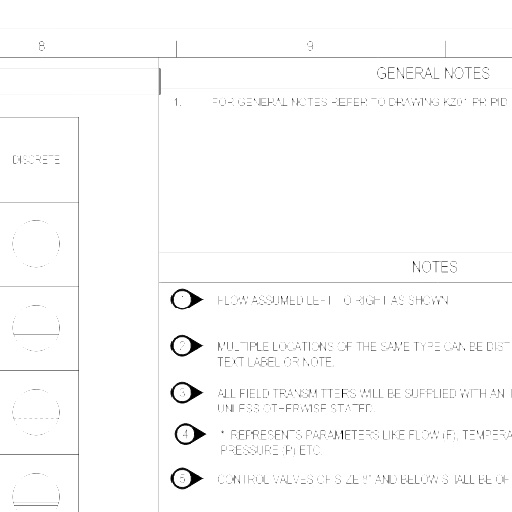 8
9
GENERAL NOTES
1. FOR GENERAL NOTES REFER TO DRAWING KZ01 PR PID
DISCRETE
NOTES
1 FLOW ASSUMED LEFT TO RIGHT AS SHOWN
2 MULTIPLE LOCATIONS OF THE SAME TYPE CAN BE DIST
TEXT LABEL OR NOTE.
3 ALL FIELD TRANSMITTERS WILL BE SUPPLIED WITH AN
UNLESS OTHERWISE STATED
4 * REPRESENTS PARAMETERS LIKE FLOW (F), TEMPERA
PRESSURE (P) ETC.
5 CONTROL VALVES OF SIZE AND BELOW SHALL BE OF